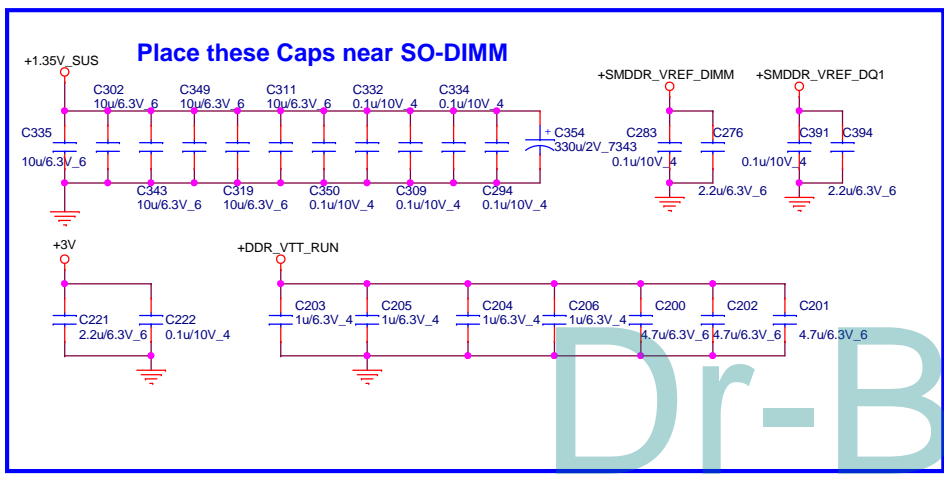 Place these Caps near SO-DIMM
+1.35V_SUS
+SMDDR_VREF_DIMM
+SMDDR_VREF_DQ1
C302
10u/6.3V_6
C349
10u/6.3V_6
C311
10u/6.3V_6
C332
0.1u/10V_4
C334
0.1u/10V_4
C335
10u/6.3V_6
+ C354
330u/2V_7343
C283
0.1u/10V_4
C276
2.2u/6.3V_6
C391
0.1u/10V_4
C394
2.2u/6.3V_6
C343
10u/6.3V_6
C319
10u/6.3V_6
C350
0.1u/10V_4
C309
0.1u/10V_4
C294
0.1u/10V_4
+3V
+DDR_VTT_RUN
C221
2.2u/6.3V_6
C222
0.1u/10V_4
C203
1u/6.3V_4
C205
1u/6.3V_4
C204
1u/6.3V_4
C206
1u/6.3V_4
C200
4.7u/6.3V_6
C202
4.7u/6.3V_6
C201
4.7u/6.3V_6
Dr-B